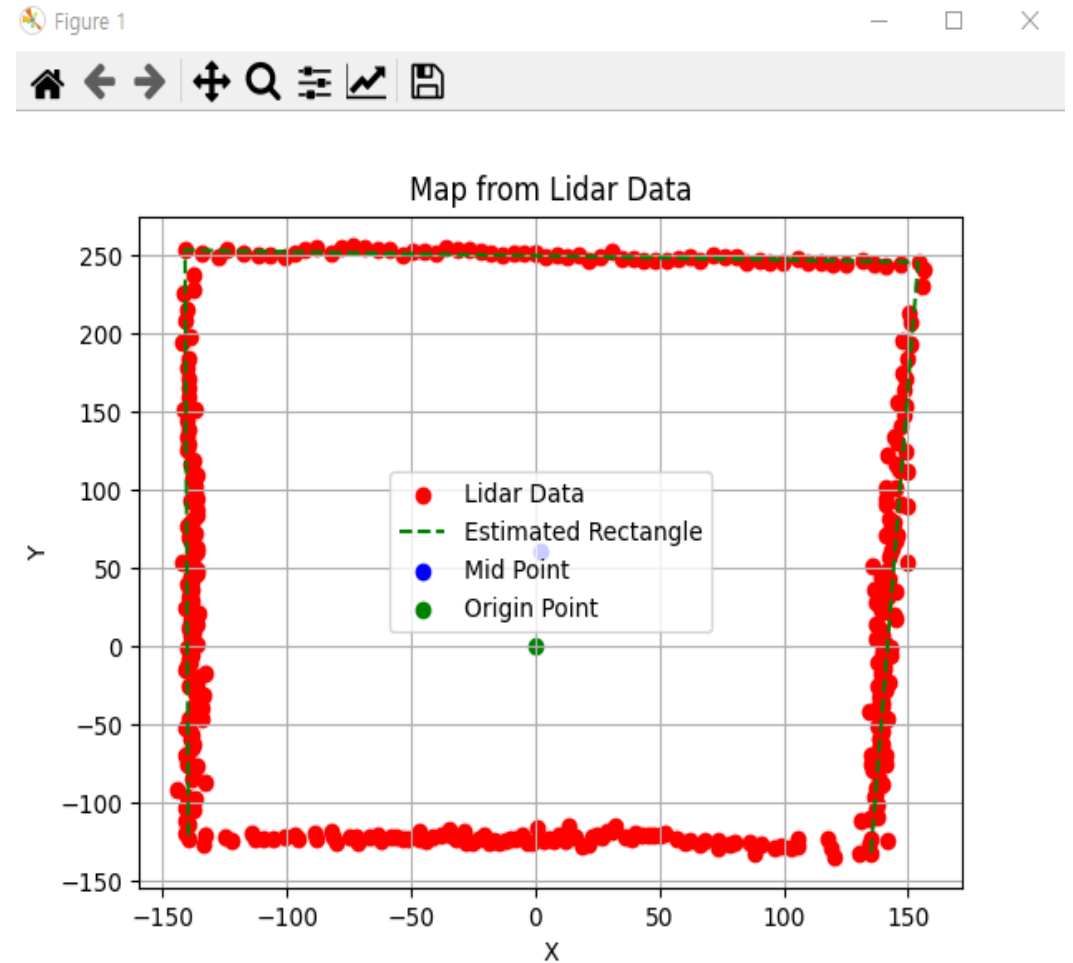 Figure 1
Map from Lidar Data
250
200
150
100
50
0
−50
−100
−150
Y
Lidar Data
Estimated Rectangle
Mid Point
Origin Point
−150 −100 −50 0 50 100 150
X